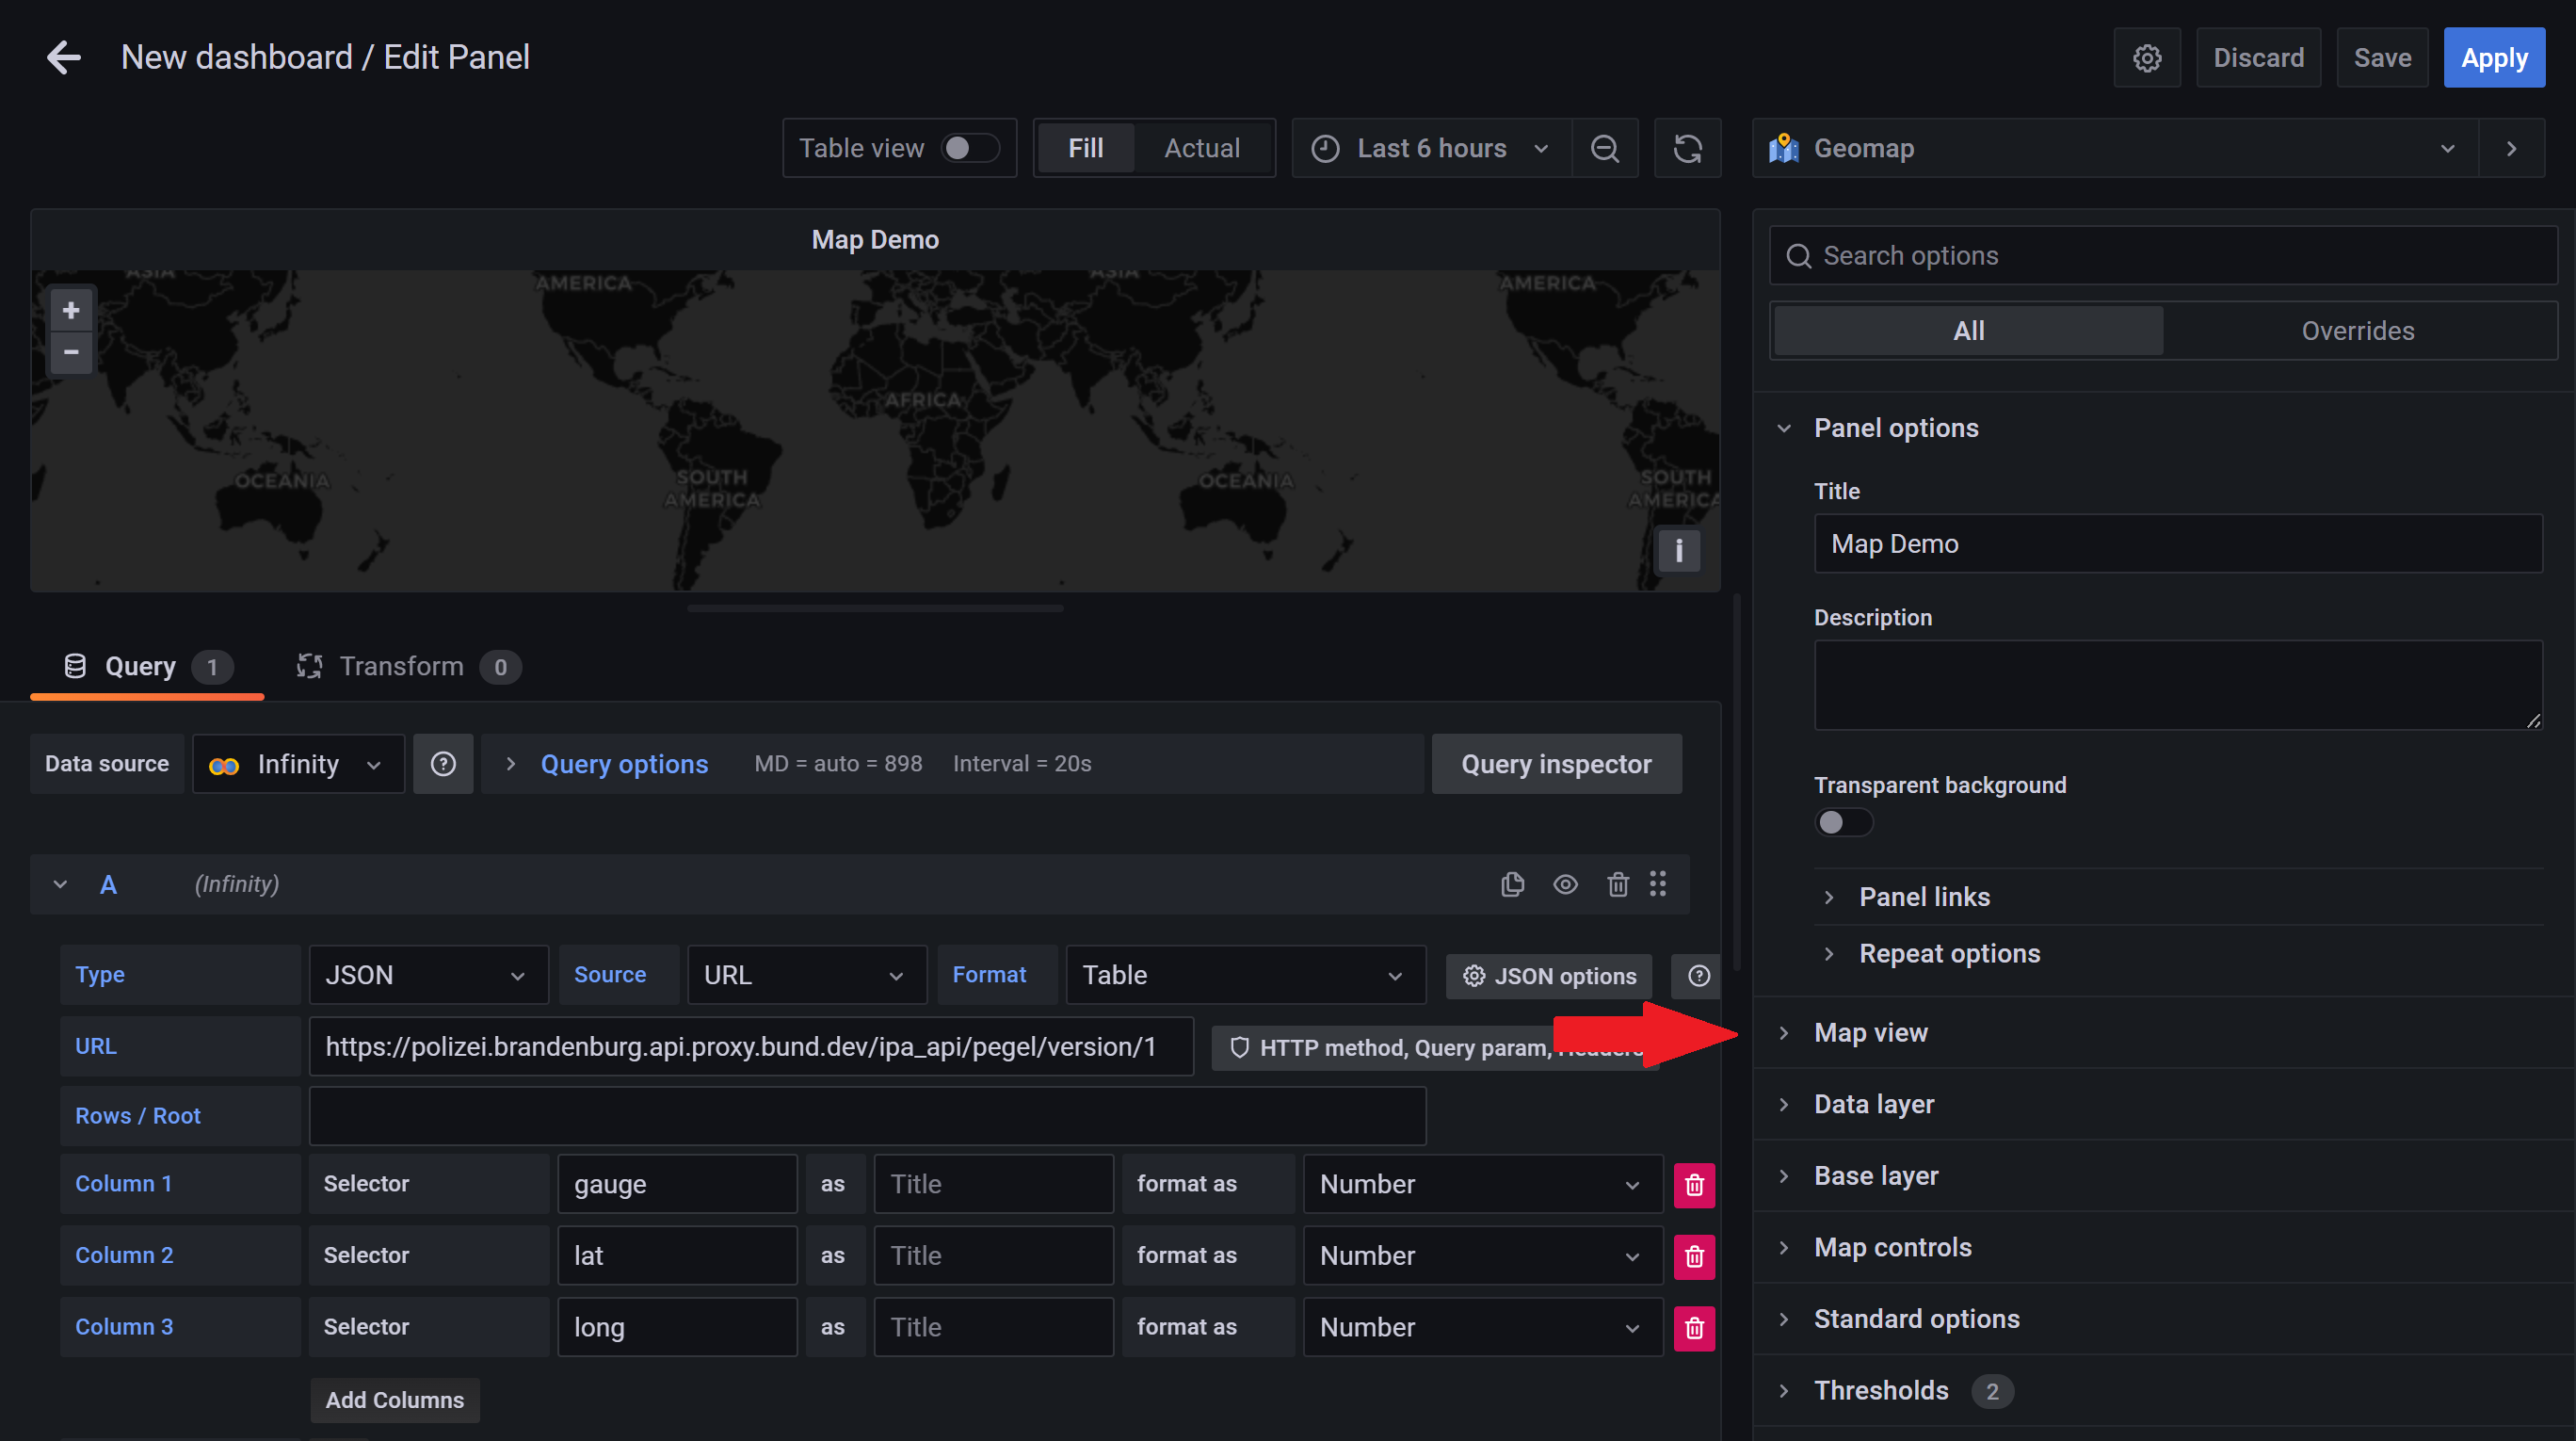 New dashboard / Edit Panel
Discard
Save
Apply
Table view
Fill
Actual
Last 6 hours
Geomap
Map Demo
ASIA
AMERICA
ASIA
AMERICA
AFRICA
OCEANIA
SOUTH
AMERICA
OCEANIA
SOUTH
AMERICA
i
Query 1
Transform 0
Data source
Infinity
Query options
MD = auto = 898
Interval = 20s
Query inspector
A
(Infinity)
Type
JSON
Source
URL
Format
Table
JSON options
URL
https://polizei.brandenburg.api.proxy.bund.dev/ipa_api/pegel/version/1
HTTP method, Query param, Headers
Rows / Root
Column 1
Selector
gauge
as
Title
format as
Number
Column 2
Selector
lat
as
Title
format as
Number
Column 3
Selector
long
as
Title
format as
Number
Add Columns
Search options
All
Overrides
Panel options
Title
Map Demo
Description
Transparent background
Panel links
Repeat options
Map view
Data layer
Base layer
Map controls
Standard options
Thresholds 2